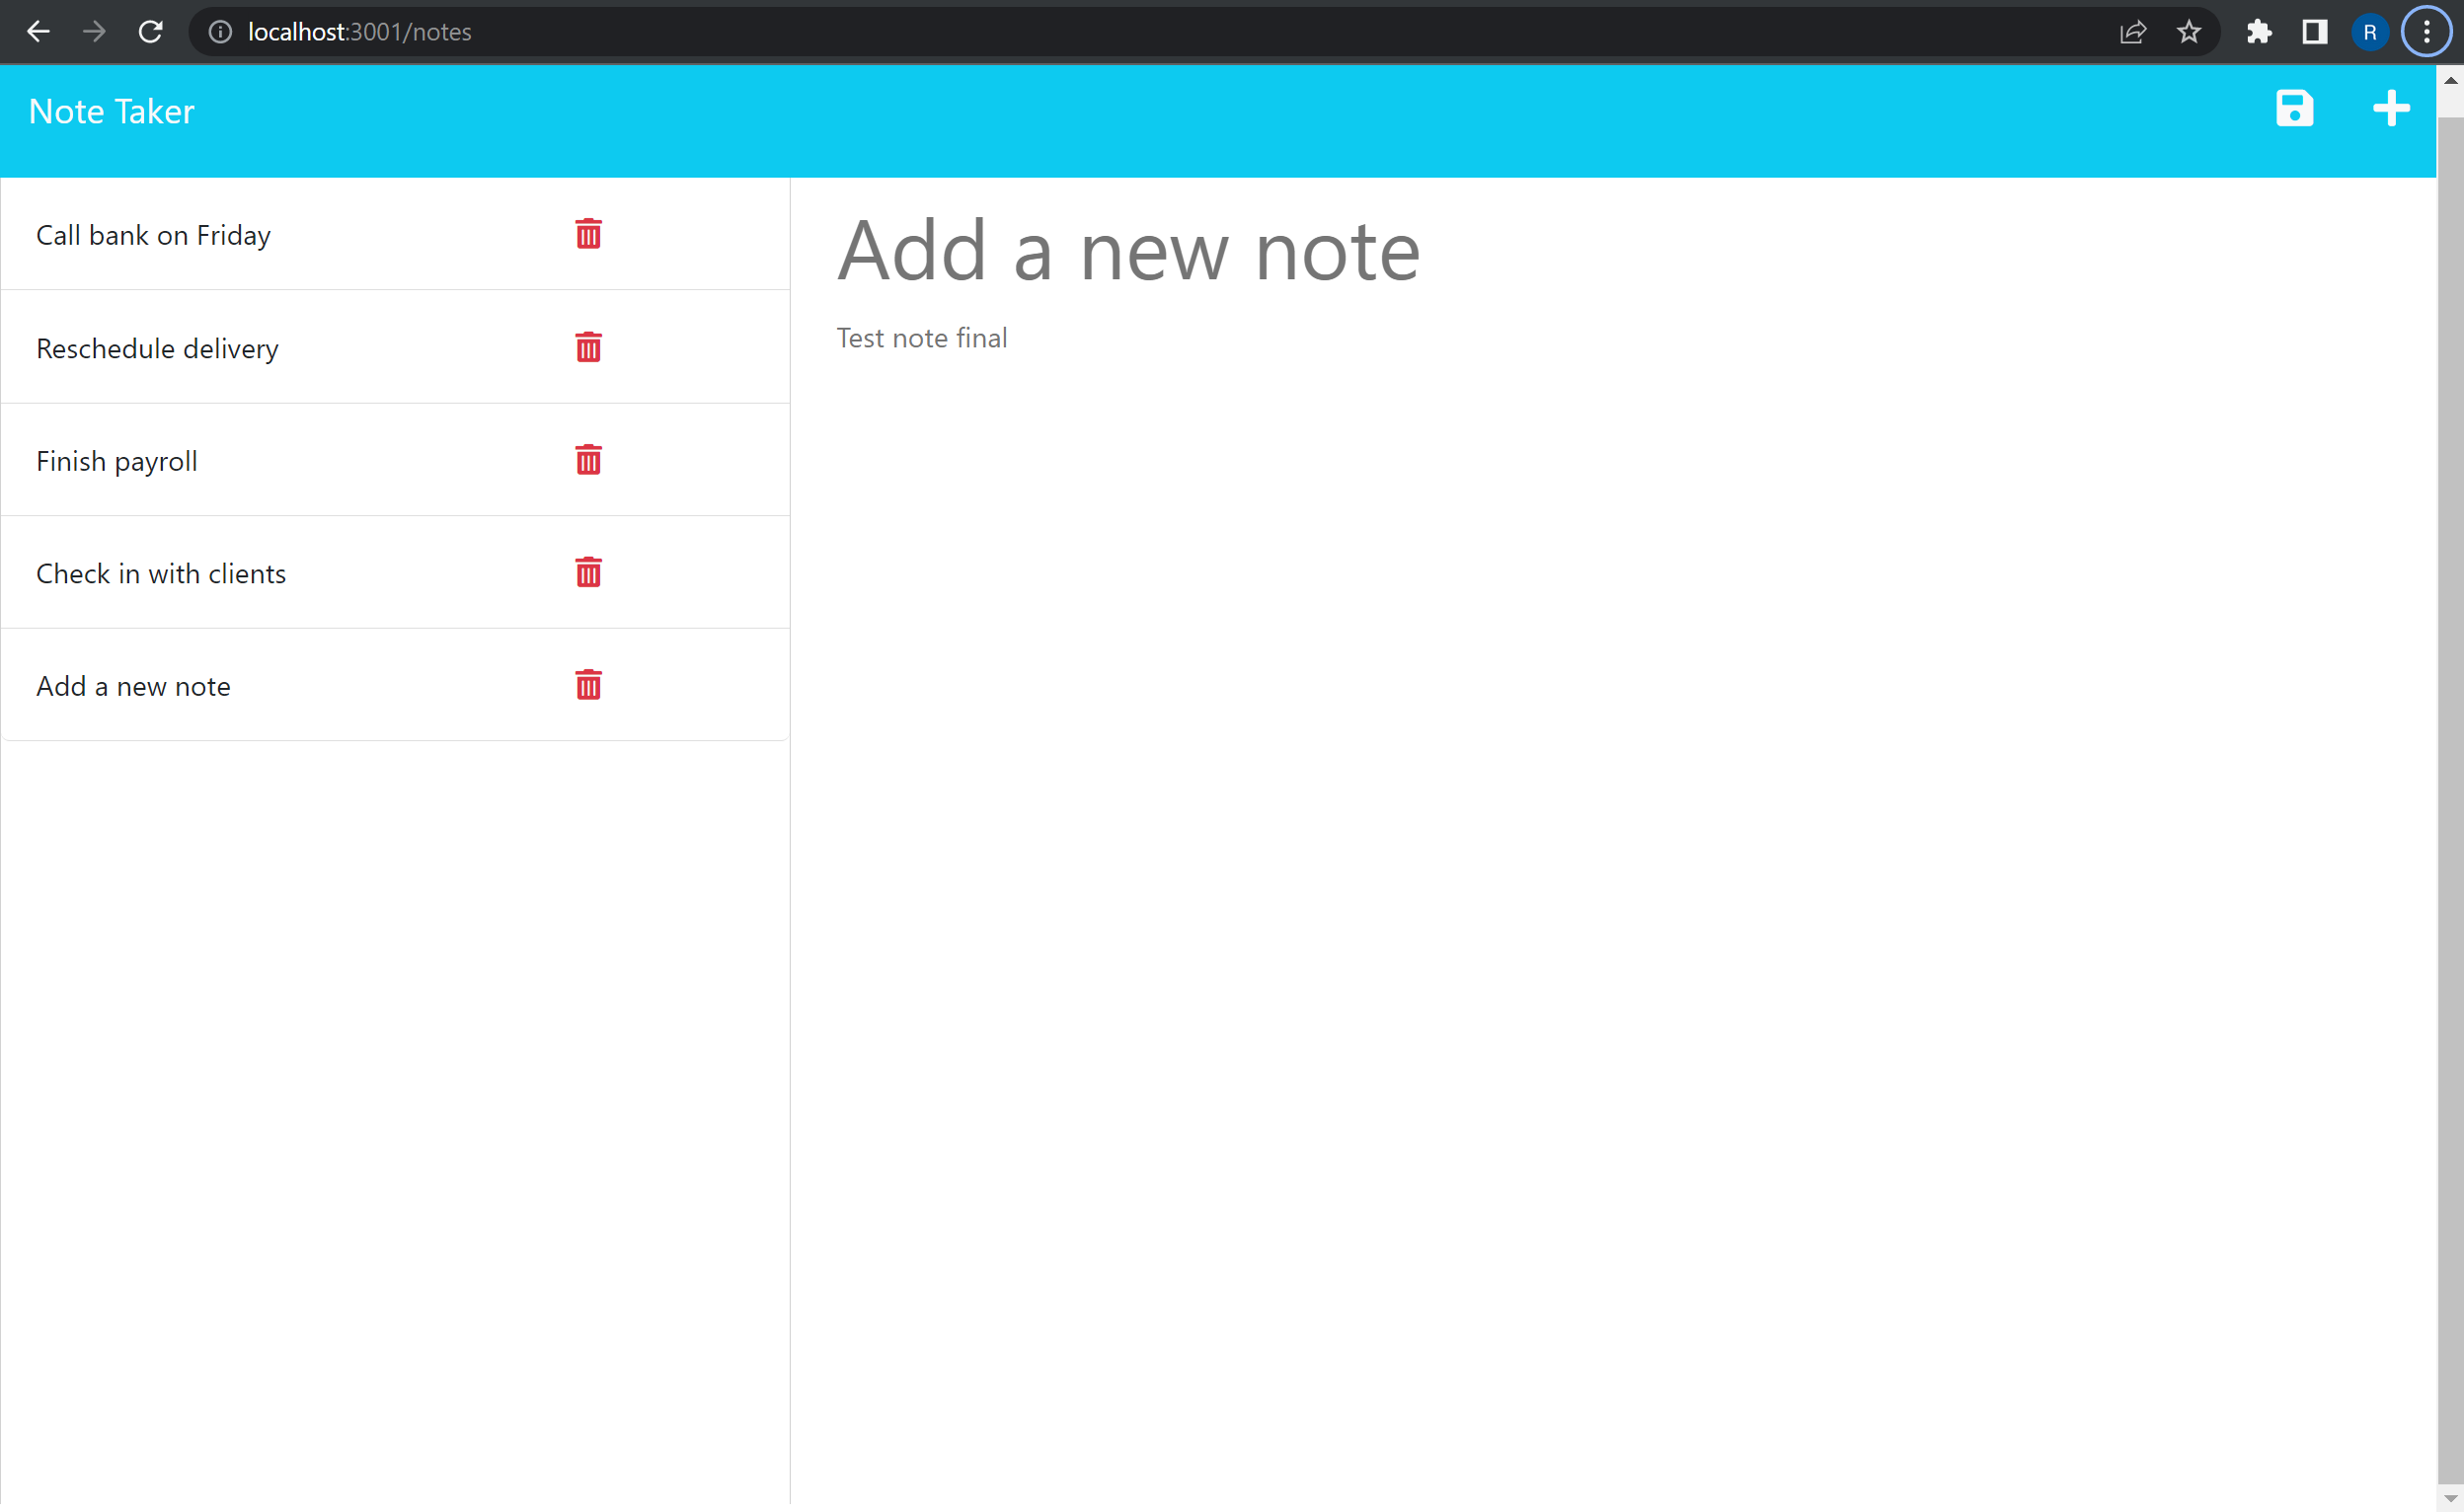 localhost:3001/notes
R
Note Taker
Call bank on Friday
Reschedule delivery
Finish payroll
Check in with clients
Add a new note
Add a new note
Test note final